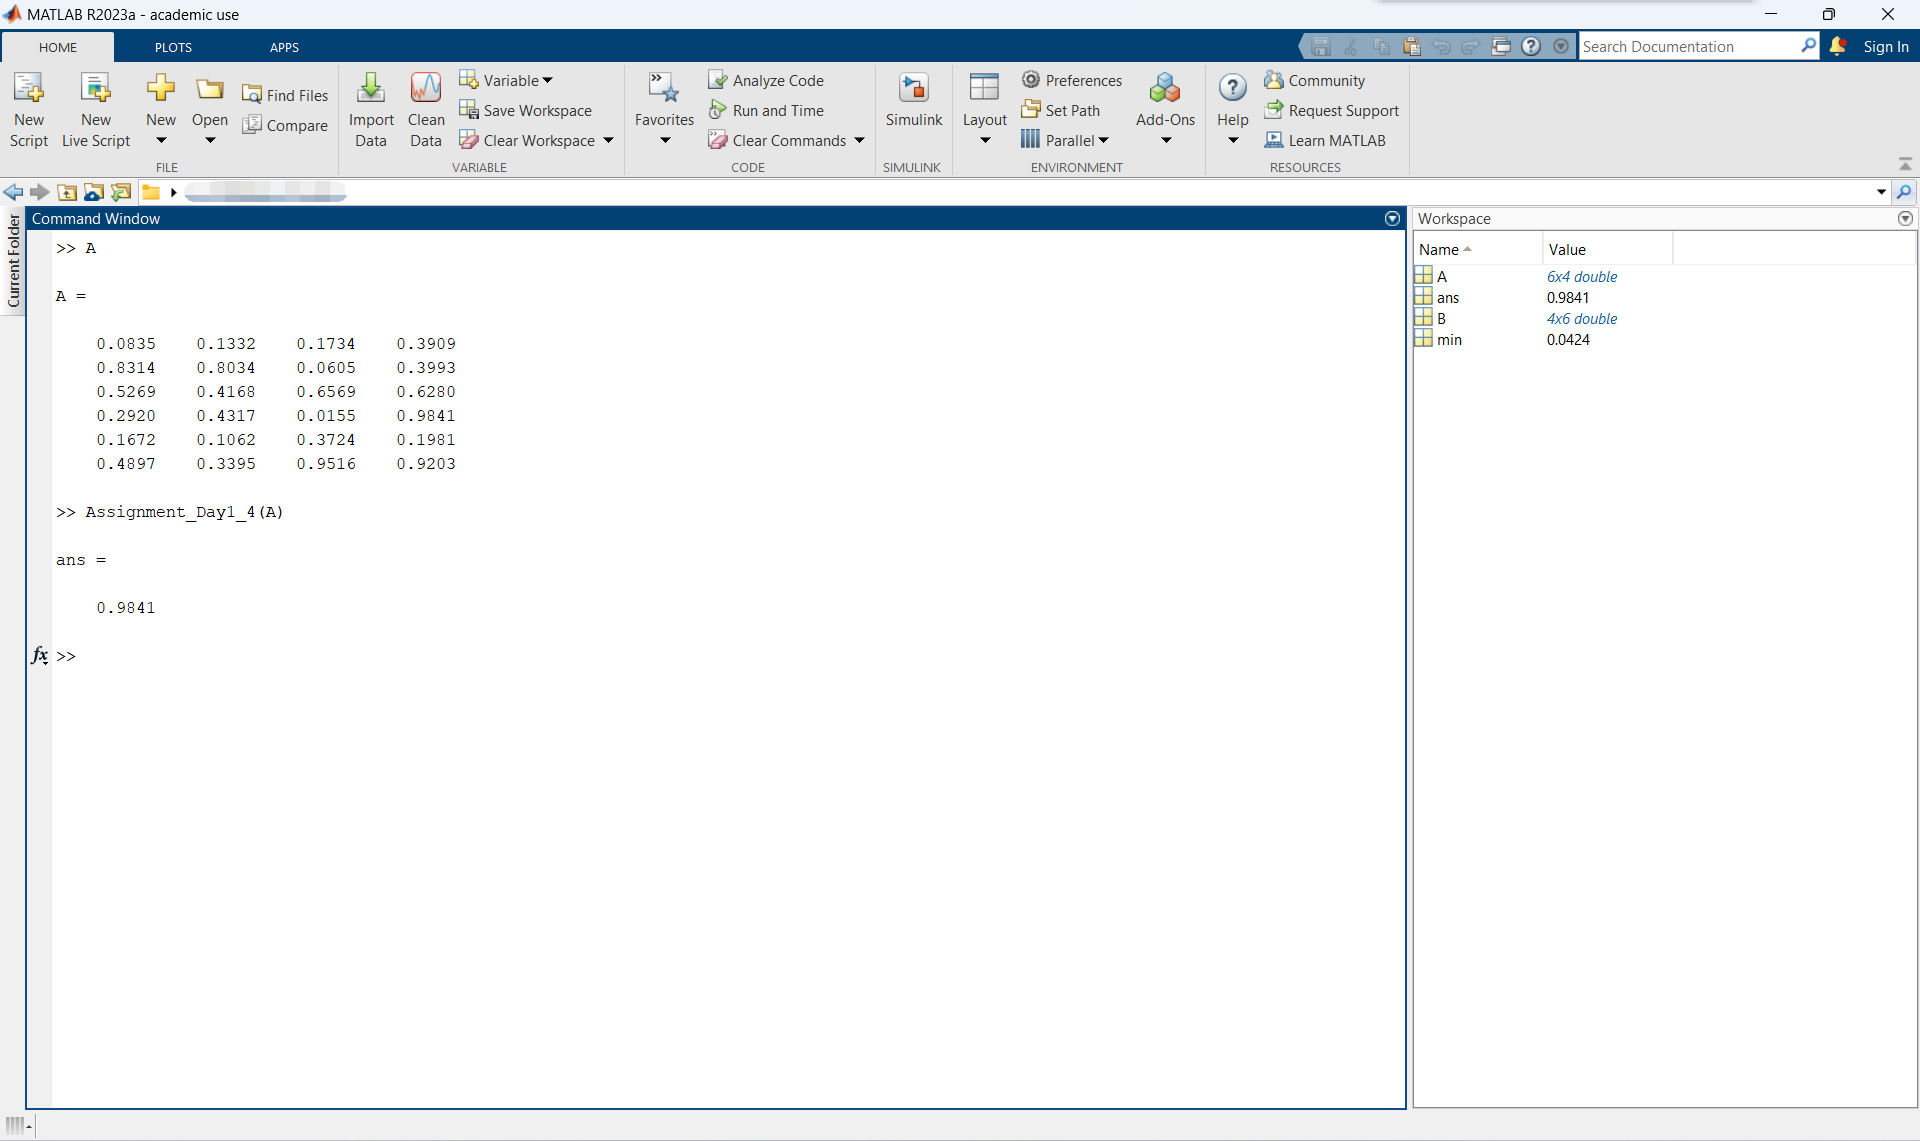 MATLAB R2023a - academic use
HOME PLOTS APPS
Search Documentation
Sign In
New Script
New Live Script
New
Open
Find Files
Compare
FILE
Import Data
Clean Data
Variable
Save Workspace
Clear Workspace
VARIABLE
Favorites
Analyze Code
Run and Time
Clear Commands
CODE
Simulink
SIMULINK
Layout
Preferences
Set Path
Parallel
Add-Ons
ENVIRONMENT
Help
Community
Request Support
Learn MATLAB
RESOURCES
Current Folder
Command Window
>> A
A =
0.0835 0.1332 0.1734 0.3909
0.8314 0.8034 0.0605 0.3993
0.5269 0.4168 0.6569 0.6280
0.2920 0.4317 0.0155 0.9841
0.1672 0.1062 0.3724 0.1981
0.4897 0.3395 0.9516 0.9203
>> Assignment_Day1_4(A)
ans =
0.9841
fx >>
Workspace
Name Value
A 6x4 double
ans 0.9841
B 4x6 double
min 0.0424